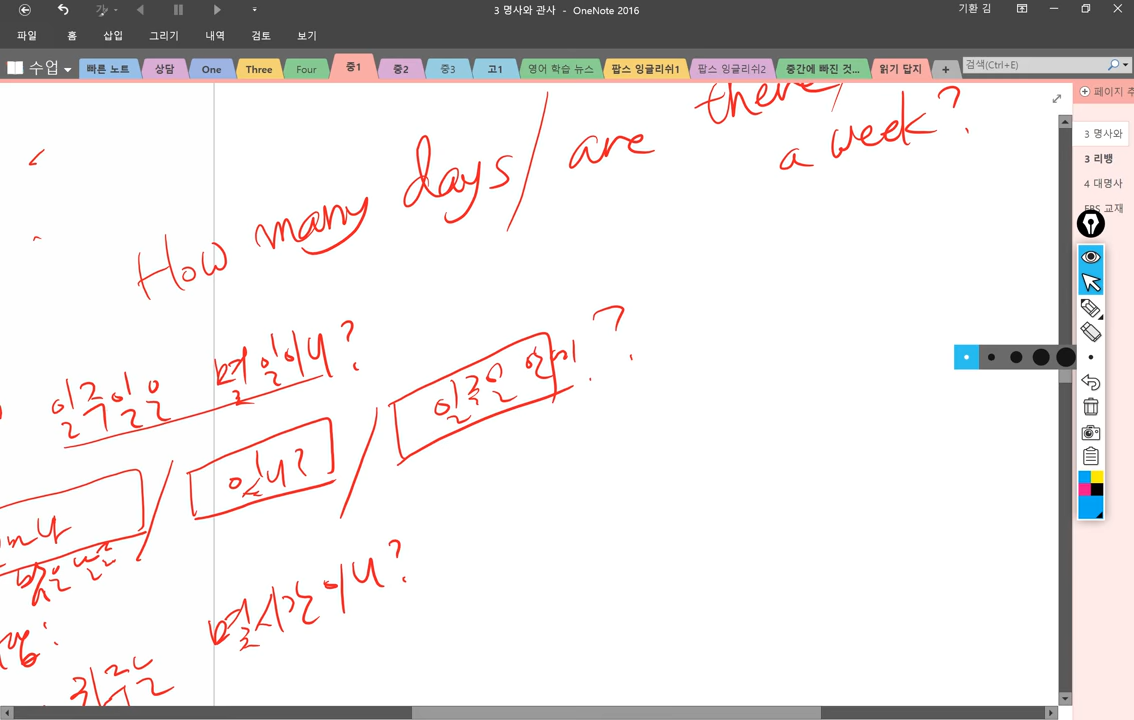 3 명사와 관사 - OneNote 2016
기환 김
파일 홈 삽입 그리기 내역 검토 보기
수업 빠른 노트 상담 One Three Four 중1 중2 중3 고1 영어 학습 뉴스 팝스 잉글리쉬1 팝스 잉글리쉬2 중간에 빠진 것... 읽기 답지 + 검색(Ctrl+E)
페이지 추
3 명사와
3 리뱅
4 대명사
EBS 교재
How many days / are there /
a week?
일주일은 몇일이니?
있니? / 일주일 안에?
많은 날들
몇시간이니?